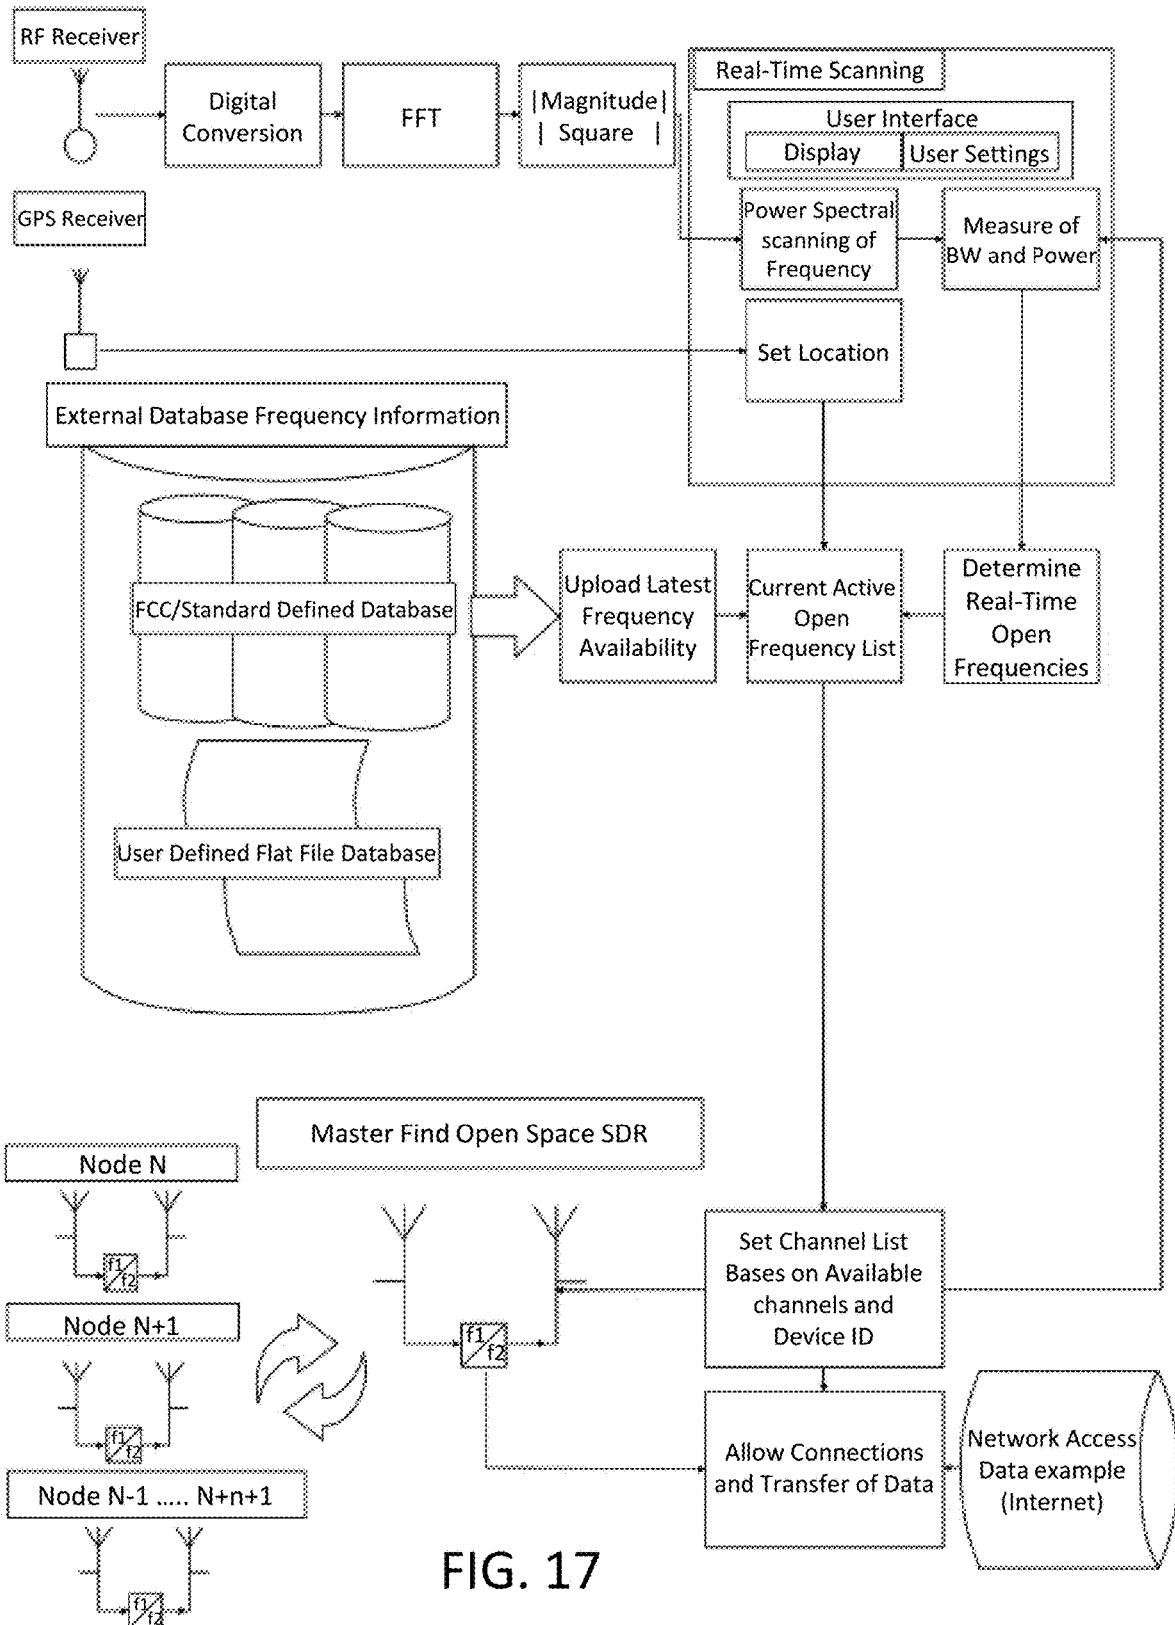 RF Receiver
Digital
Conversion
FFT
|Magnitude|
| Square |
Real-Time Scanning
User Interface
Display
User Settings
GPS Receiver
Power Spectral
scanning of
Frequency
Measure of
BW and Power
Set Location
External Database Frequency Information
FCC/Standard Defined Database
Upload Latest
Frequency
Availability
Current Active
Open
Frequency List
Determine
Real-Time
Open
Frequencies
User Defined Flat File Database
Master Find Open Space SDR
Node N
f1
f2
Node N+1
f1
f2
Node N-1 ..... N+n+1
f1
f2
f1
f2
Set Channel List
Bases on Available
channels and
Device ID
Allow Connections
and Transfer of Data
Network Access
Data example
(Internet)
FIG. 17